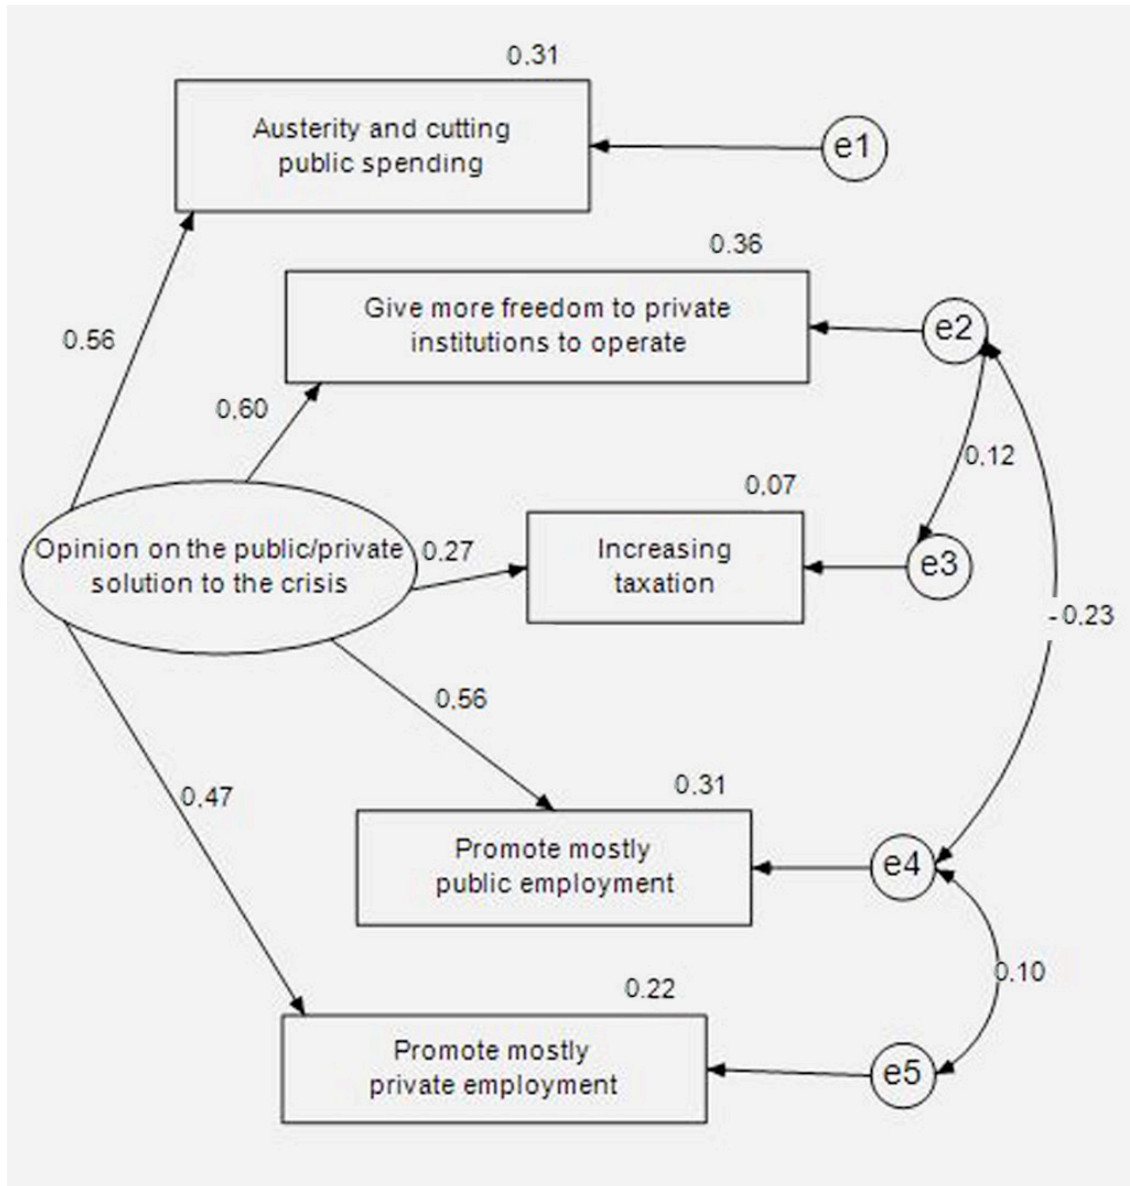 0.31
Austerity and cutting
public spending
e1
0.36
Give more freedom to private
institutions to operate
e2
0.56
0.60
0.12
0.07
Opinion on the public/private
solution to the crisis
0.27
Increasing
taxation
e3
-0.23
0.56
0.47
0.31
Promote mostly
public employment
e4
0.10
0.22
Promote mostly
private employment
e5